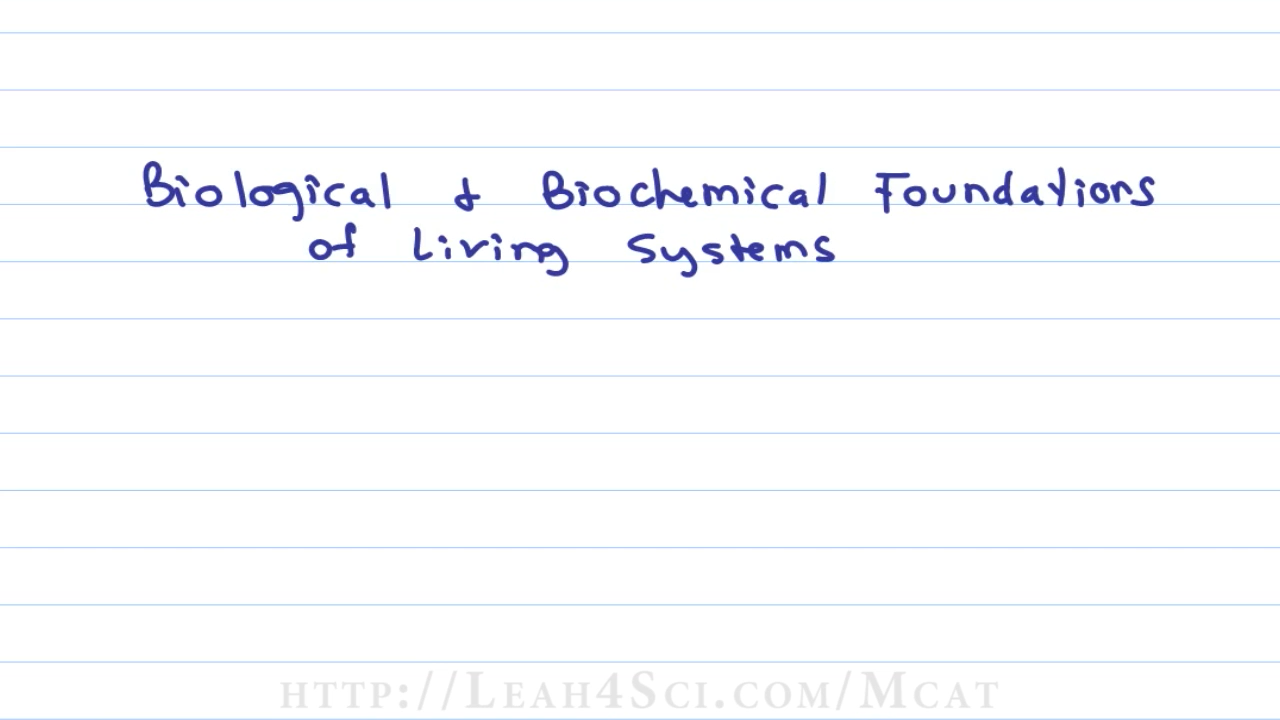 Biological & Biochemical Foundations
of Living Systems
HTTP://LEAH4SCI.COM/MCAT